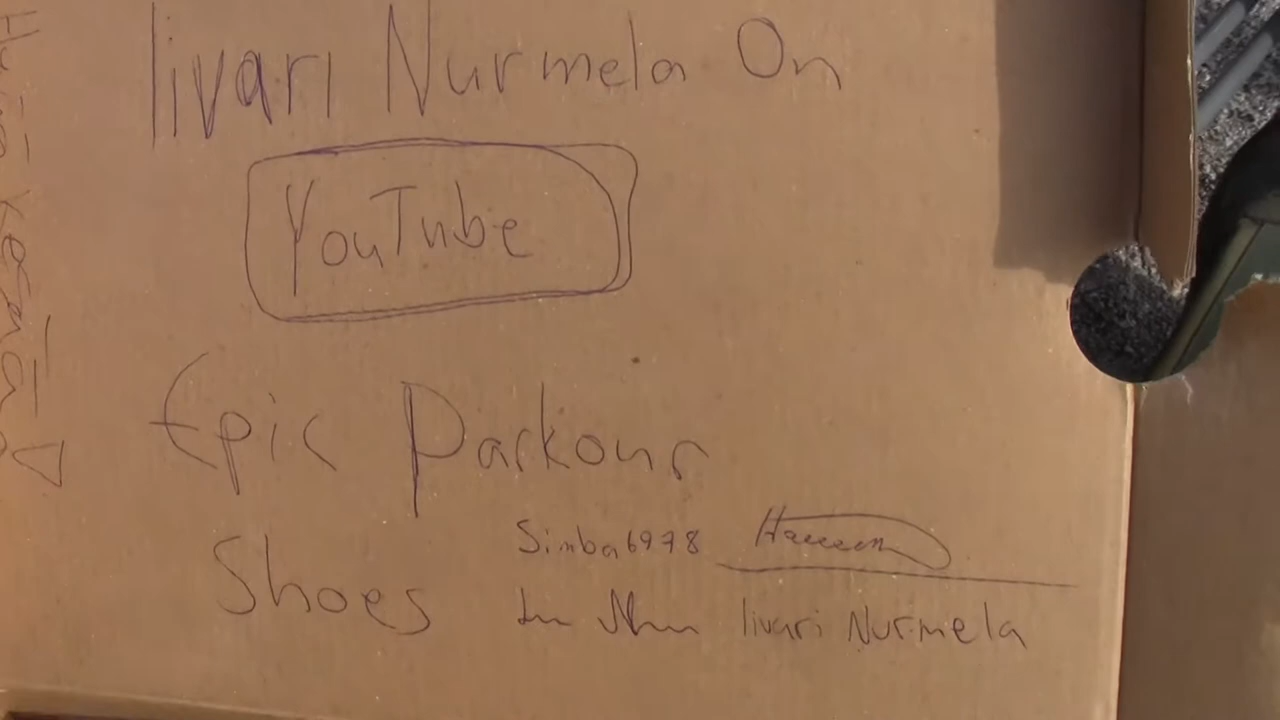 Iivari Nurmela On
YouTube
Epic Parkour
Shoes
Simba6978
Iivari Nurmela